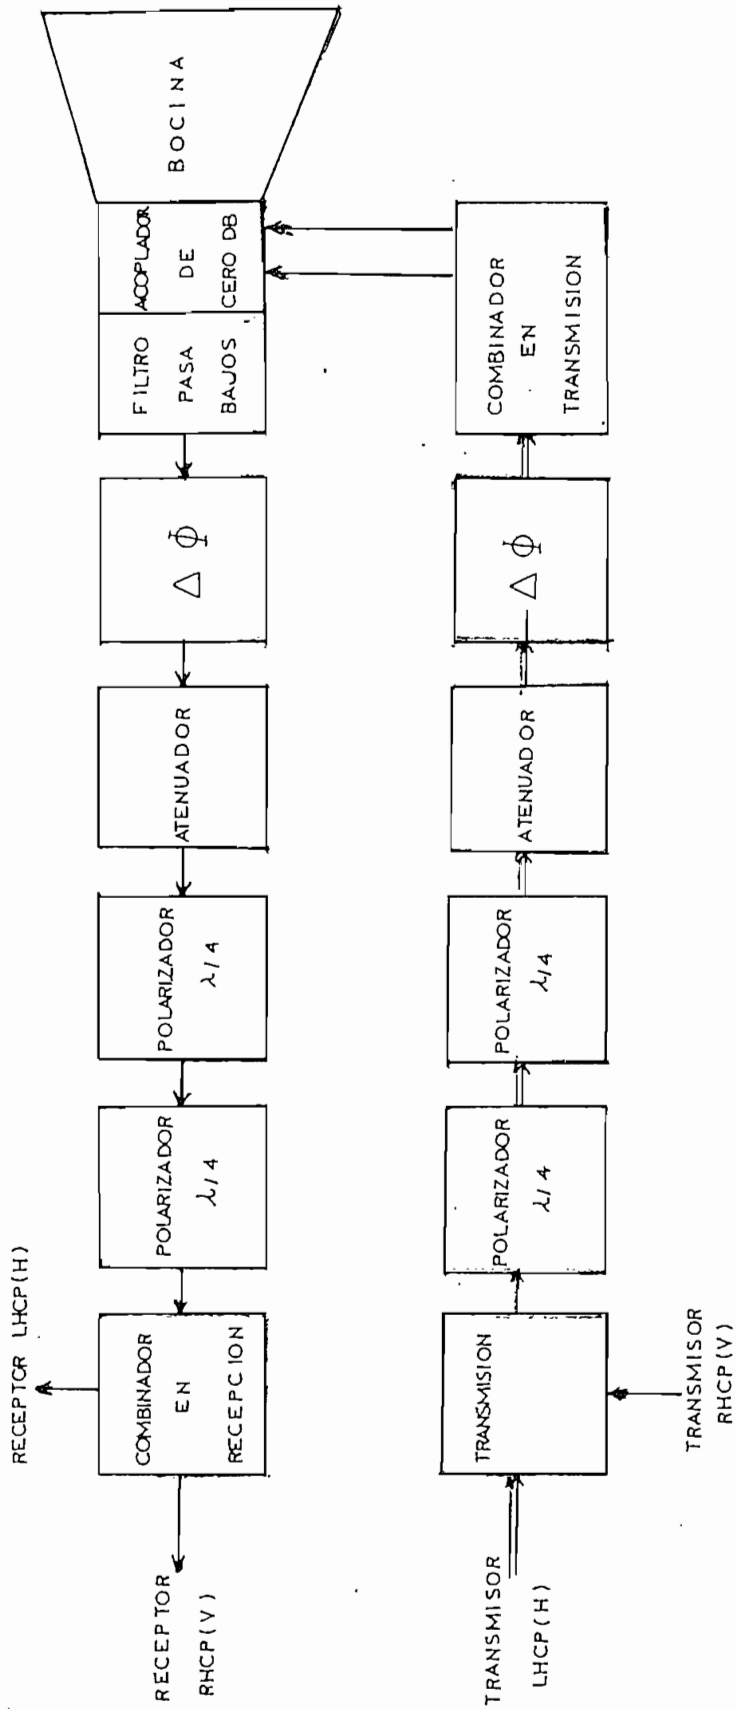 BOCINA
ACOPLADOR
DE
CERO DB
FILTRO
PASA
BAJOS
Δ Φ
ATENUADOR
POLARIZADOR
λ/4
POLARIZADOR
λ/4
COMBINADOR
EN
RECEPCION
RECEPTOR LHCP(H)
RECEPTOR
RHCP(V)
COMBINADOR
EN
TRANSMISION
Δ Φ
ATENUADOR
POLARIZADOR
λ/4
POLARIZADOR
λ/4
TRANSMISION
TRANSMISOR
LHCP(H)
TRANSMISOR
RHCP(V)